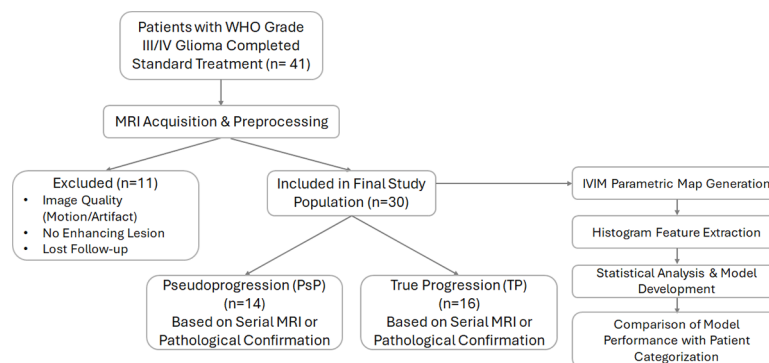 Patients with WHO Grade
III/IV Glioma Completed
Standard Treatment (n= 41)
MRI Acquisition & Preprocessing
Excluded (n=11)
• Image Quality
(Motion/Artifact)
• No Enhancing Lesion
• Lost Follow-up
Included in Final Study
Population (n=30)
Pseudoprogression (PsP)
(n=14)
Based on Serial MRI or
Pathological Confirmation
True Progression (TP)
(n=16)
Based on Serial MRI or
Pathological Confirmation
IVIM Parametric Map Generation
Histogram Feature Extraction
Statistical Analysis & Model
Development
Comparison of Model
Performance with Patient
Categorization